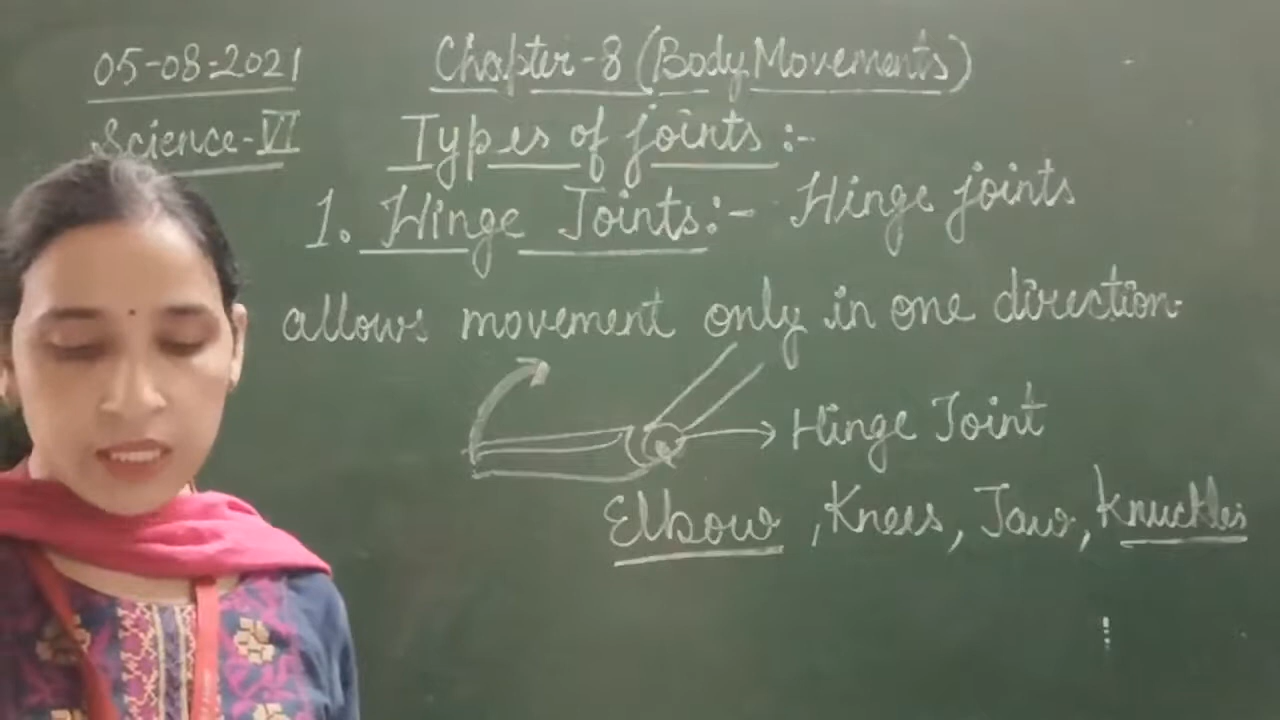 05-08-2021 Chapter-8 (Body Movements)
Science-VI Types of joints :-
1. Hinge Joints:- Hinge joints
allows movement only in one direction.
Hinge Joint
Elbow, Knees, Jaw, Knuckles